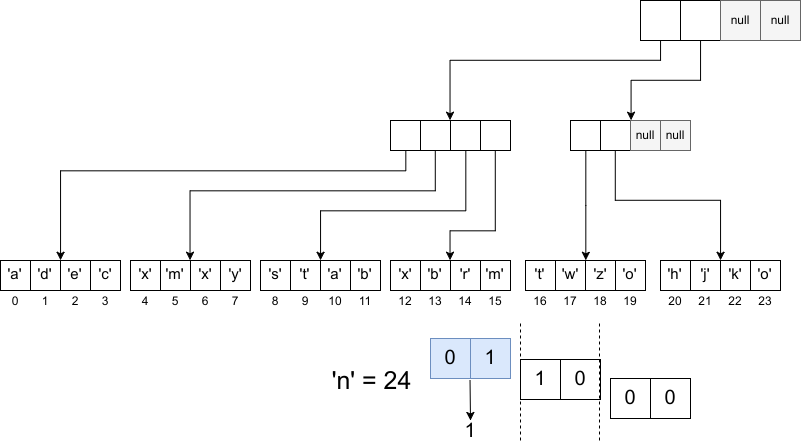 null null
null null
'a' 'd' 'e' 'c' 'x' 'm' 'x' 'y' 's' 't' 'a' 'b' 'x' 'b' 'r' 'm' 't' 'w' 'z' 'o' 'h' 'j' 'k' 'o'
0 1 2 3 4 5 6 7 8 9 10 11 12 13 14 15 16 17 18 19 20 21 22 23
'n' = 24 0 1 1 0 0 0
1